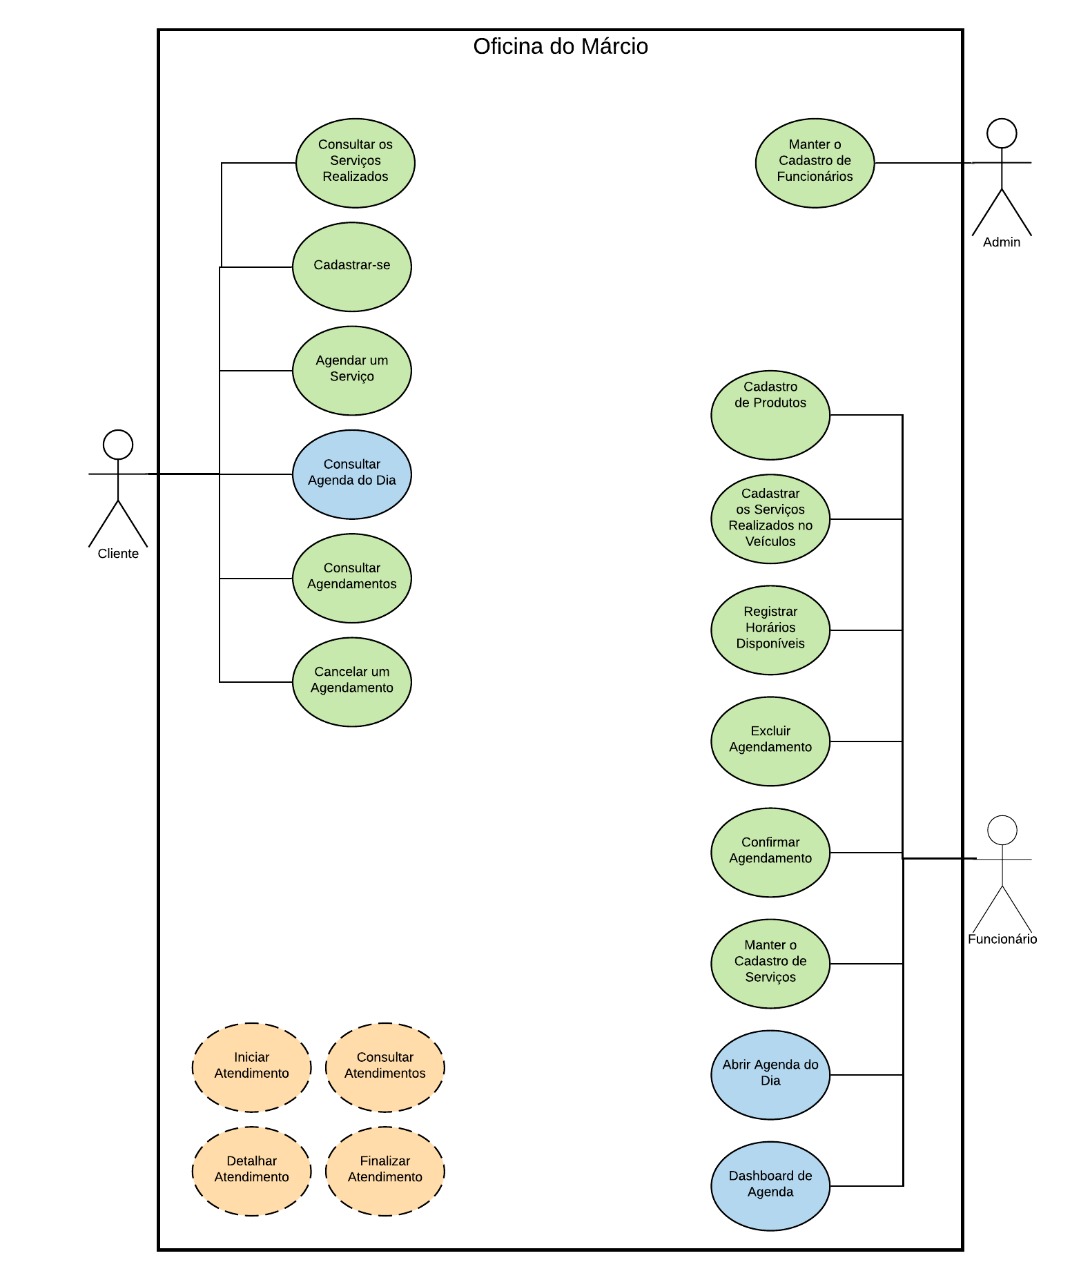 Oficina do Márcio
Consultar os
Serviços
Realizados
Cadastrar-se
Agendar um
Serviço
Consultar
Agenda do Dia
Consultar
Agendamentos
Cancelar um
Agendamento
Cliente
Manter o
Cadastro de
Funcionários
Admin
Cadastro
de Produtos
Cadastrar
os Serviços
Realizados no
Veículos
Registrar
Horários
Disponíveis
Excluir
Agendamento
Confirmar
Agendamento
Manter o
Cadastro de
Serviços
Abrir Agenda do
Dia
Dashboard de
Agenda
Funcionário
Iniciar
Atendimento
Consultar
Atendimentos
Detalhar
Atendimento
Finalizar
Atendimento